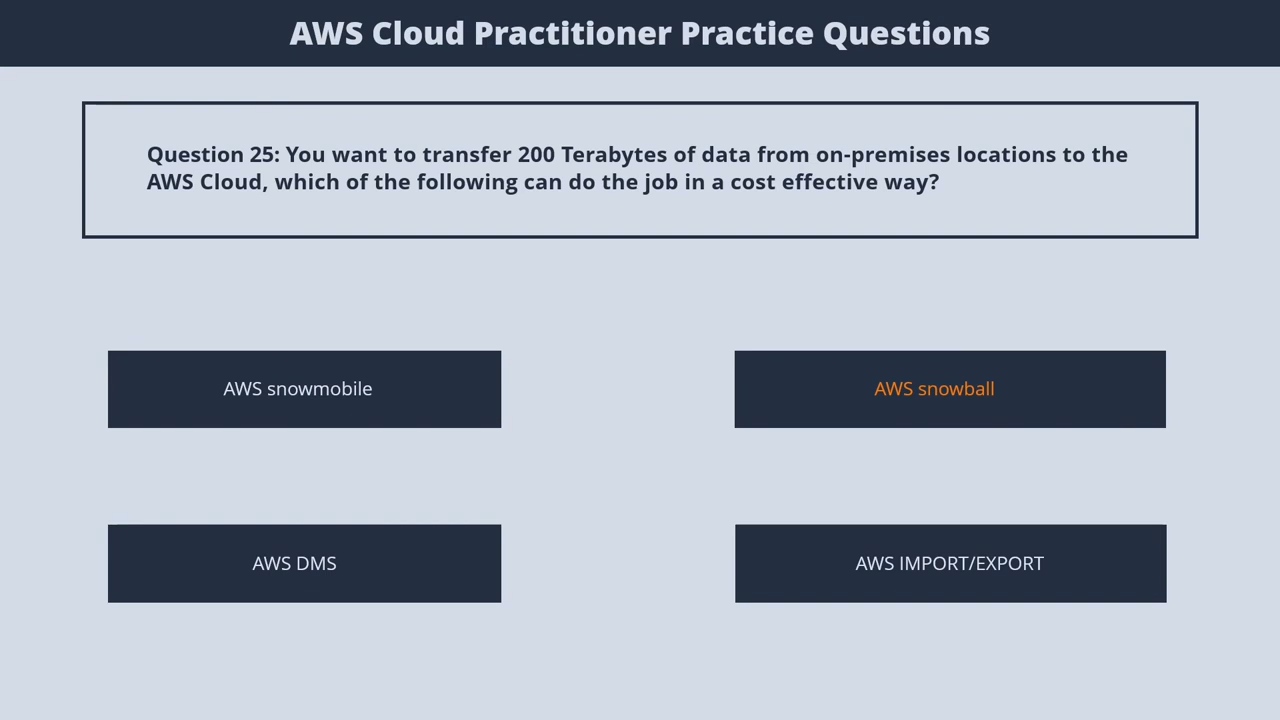 AWS Cloud Practitioner Practice Questions
Question 25: You want to transfer 200 Terabytes of data from on-premises locations to the
AWS Cloud, which of the following can do the job in a cost effective way?
AWS snowmobile
AWS snowball
AWS DMS
AWS IMPORT/EXPORT